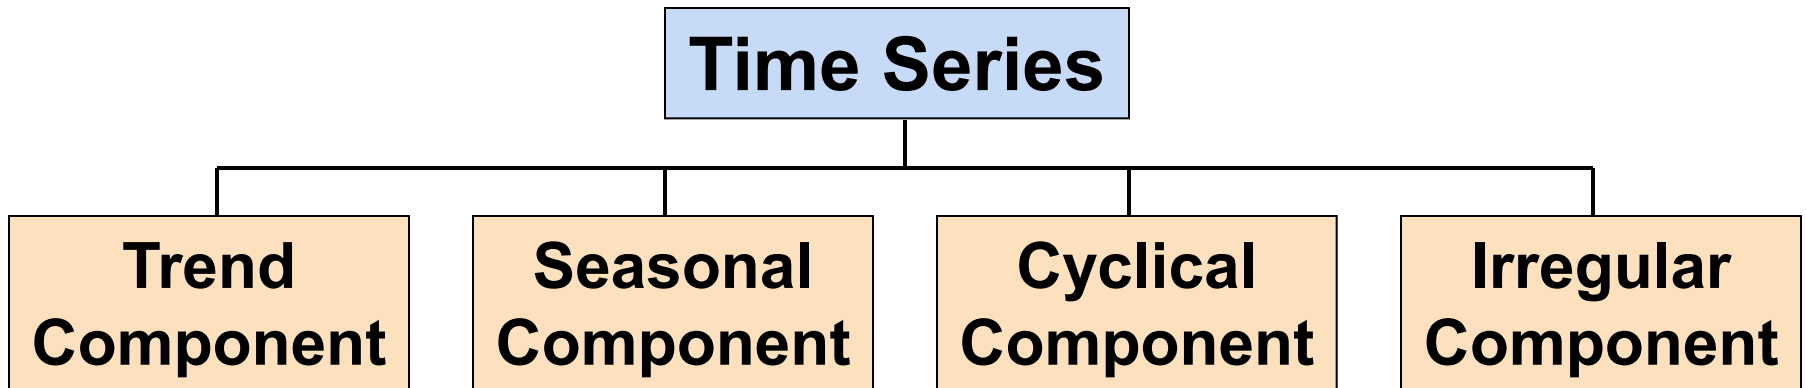 Time Series
Trend
Component
Seasonal
Component
Cyclical
Component
Irregular
Component